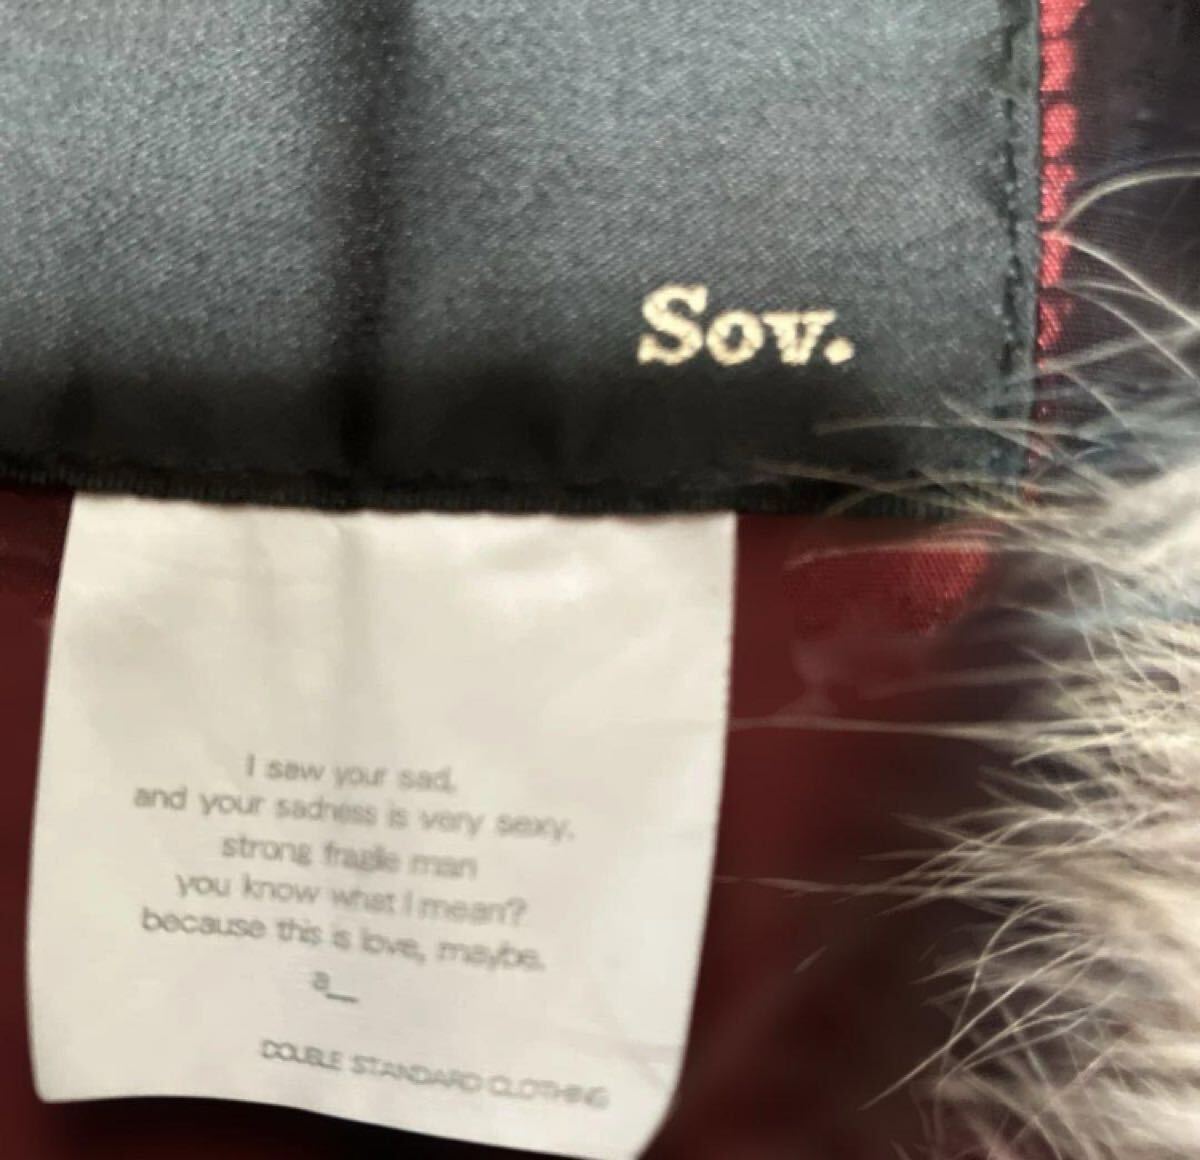 Sov.
I saw your sad,
and your sadness is very sexy.
strong fragile man
you know what I mean?
because this is love, maybe.
a_
DOUBLE STANDARD CLOTHING